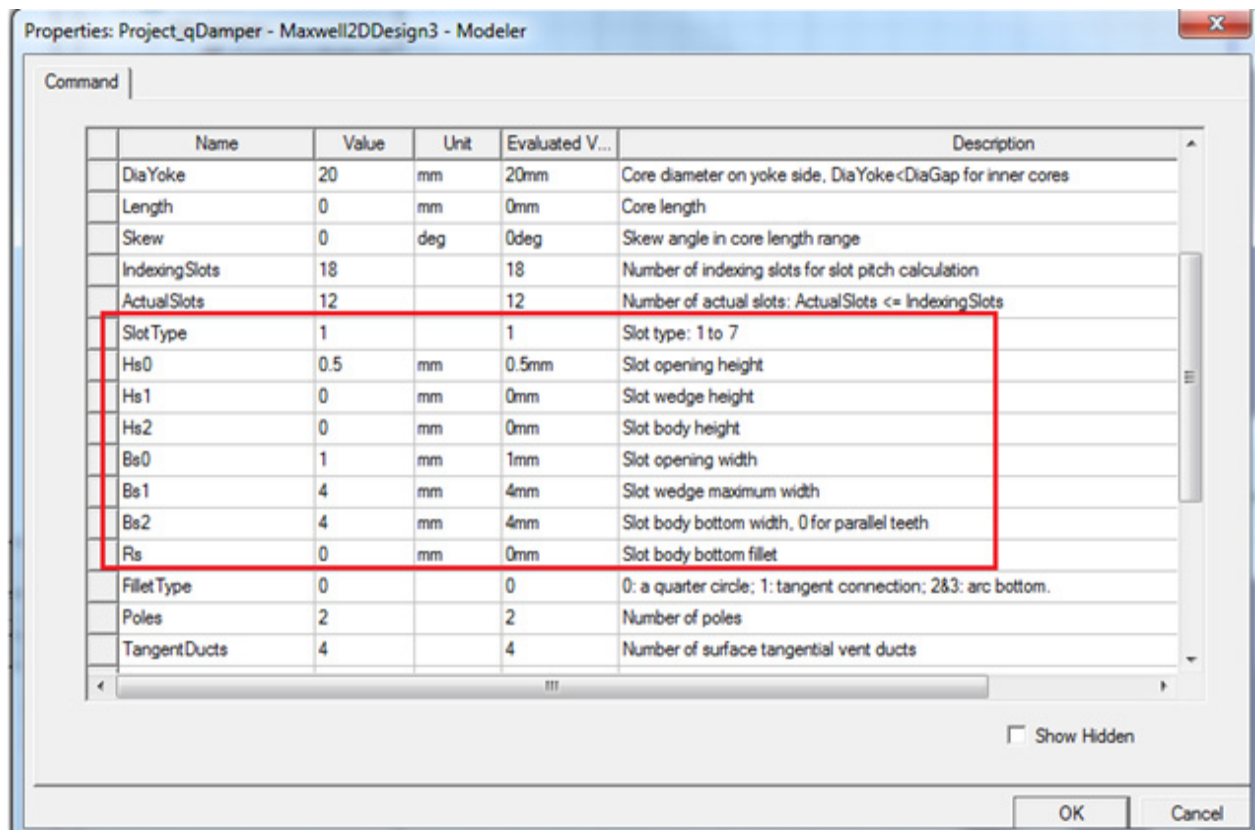 Properties: Project_qDamper - Maxwell2DDesign3 - Modeler
Command
Name Value Unit Evaluated V... Description
DiaYoke 20 mm 20mm Core diameter on yoke side, DiaYoke<DiaGap for inner cores
Length 0 mm 0mm Core length
Skew 0 deg 0deg Skew angle in core length range
IndexingSlots 18 18 Number of indexing slots for slot pitch calculation
ActualSlots 12 12 Number of actual slots: ActualSlots <= IndexingSlots
SlotType 1 1 Slot type: 1 to 7
Hs0 0.5 mm 0.5mm Slot opening height
Hs1 0 mm 0mm Slot wedge height
Hs2 0 mm 0mm Slot body height
Bs0 1 mm 1mm Slot opening width
Bs1 4 mm 4mm Slot wedge maximum width
Bs2 4 mm 4mm Slot body bottom width, 0 for parallel teeth
Rs 0 mm 0mm Slot body bottom fillet
FilletType 0 0 0: a quarter circle; 1: tangent connection; 2&3: arc bottom.
Poles 2 2 Number of poles
TangentDucts 4 4 Number of surface tangential vent ducts
Show Hidden
OK Cancel